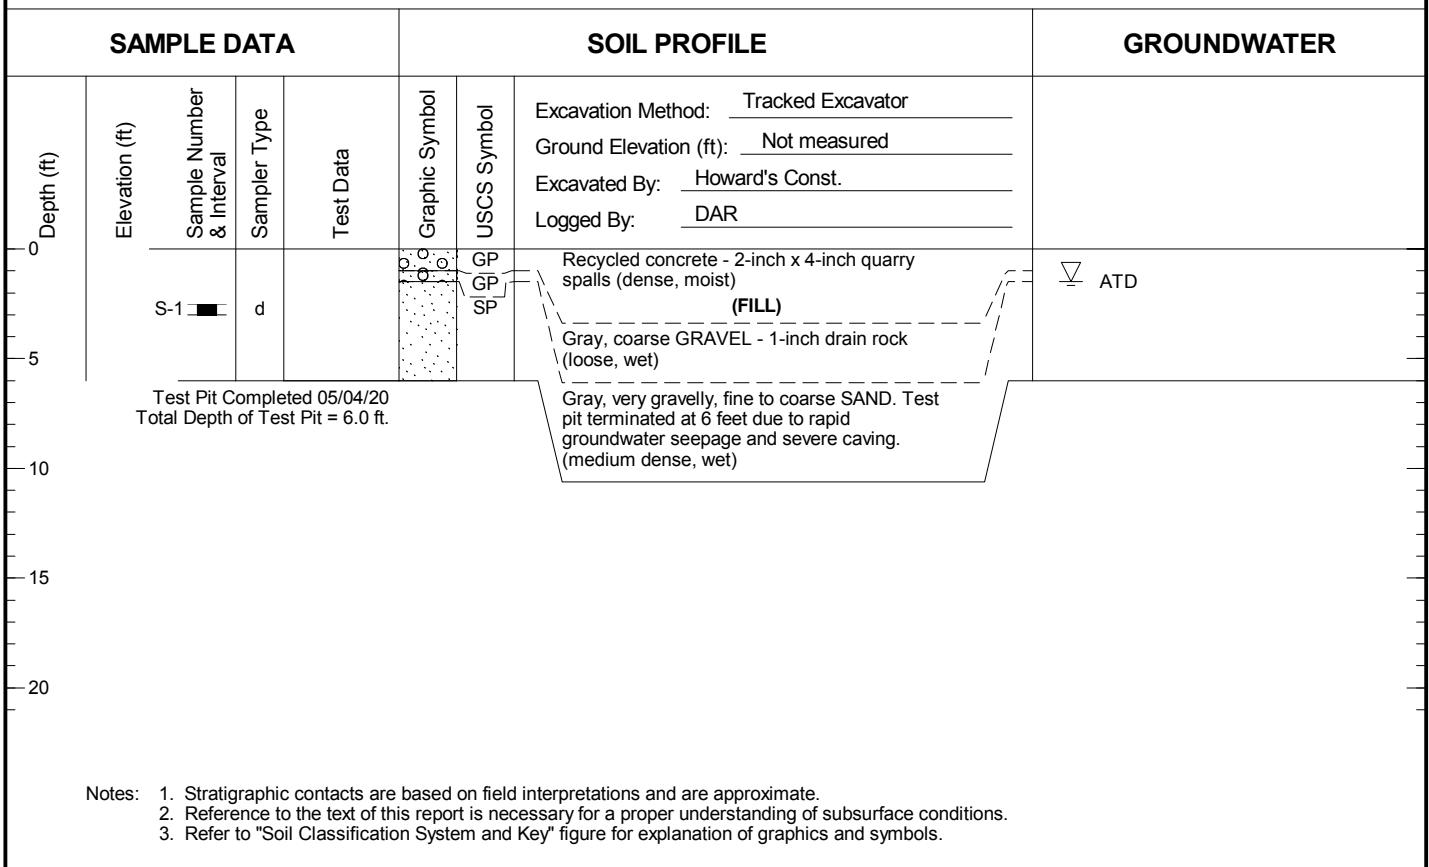 SAMPLE DATA
SOIL PROFILE
GROUNDWATER
Depth (ft)
Elevation (ft)
Sample Number
& Interval
Sampler Type
Test Data
Graphic Symbol
USCS Symbol
Excavation Method: Tracked Excavator
Ground Elevation (ft): Not measured
Excavated By: Howard's Const.
Logged By: DAR
0
GP
Recycled concrete - 2-inch x 4-inch quarry
spalls (dense, moist)
(FILL)
GP
ATD
S-1
d
SP
Gray, coarse GRAVEL - 1-inch drain rock
(loose, wet)
5
Test Pit Completed 05/04/20
Total Depth of Test Pit = 6.0 ft.
Gray, very gravelly, fine to coarse SAND. Test
pit terminated at 6 feet due to rapid
groundwater seepage and severe caving.
(medium dense, wet)
10
15
20
Notes: 1. Stratigraphic contacts are based on field interpretations and are approximate.
2. Reference to the text of this report is necessary for a proper understanding of subsurface conditions.
3. Refer to "Soil Classification System and Key" figure for explanation of graphics and symbols.